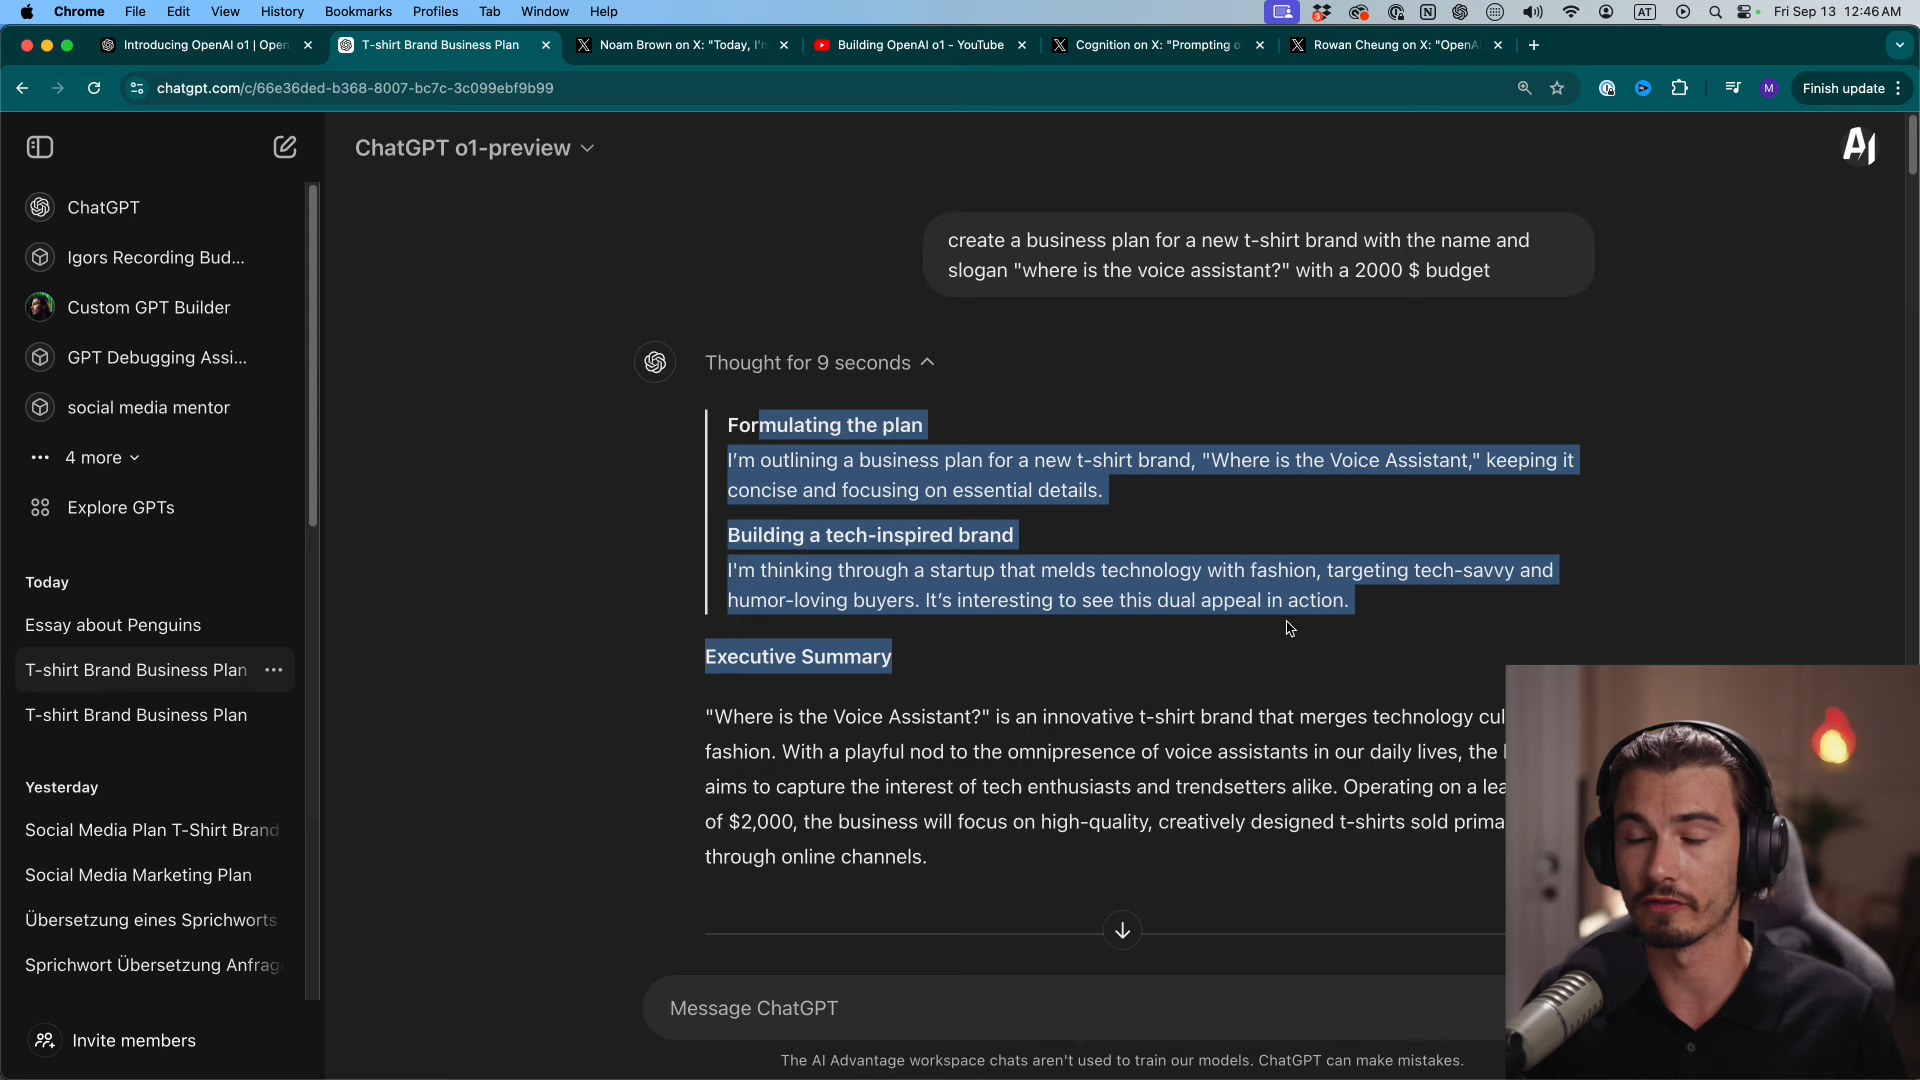 Chrome File Edit View History Bookmarks Profiles Tab Window Help AT Fri Sep 13 12:46 AM
Introducing OpenAI o1 | Open
T-shirt Brand Business Plan
Noam Brown on X: "Today, I'
Building OpenAI o1 - YouTube
Cognition on X: "Prompting
Rowan Cheung on X: "OpenA
chatgpt.com/c/66e36ded-b368-8007-bc7c-3c099ebf9b99
M
Finish update
ChatGPT o1-preview
AI
ChatGPT
Igors Recording Bud...
Custom GPT Builder
GPT Debugging Assi...
social media mentor
4 more
Explore GPTs
Today
Essay about Penguins
T-shirt Brand Business Plan
T-shirt Brand Business Plan
Yesterday
Social Media Plan T-Shirt Brand
Social Media Marketing Plan
Übersetzung eines Sprichworts
Sprichwort Übersetzung Anfrag
Invite members
create a business plan for a new t-shirt brand with the name and
slogan "where is the voice assistant?" with a 2000 $ budget
Thought for 9 seconds
Formulating the plan
I'm outlining a business plan for a new t-shirt brand, "Where is the Voice Assistant," keeping it
concise and focusing on essential details.
Building a tech-inspired brand
I'm thinking through a startup that melds technology with fashion, targeting tech-savvy and
humor-loving buyers. It's interesting to see this dual appeal in action.
Executive Summary
"Where is the Voice Assistant?" is an innovative t-shirt brand that merges technology cul
fashion. With a playful nod to the omnipresence of voice assistants in our daily lives, the
aims to capture the interest of tech enthusiasts and trendsetters alike. Operating on a lea
of $2,000, the business will focus on high-quality, creatively designed t-shirts sold prima
through online channels.
Message ChatGPT
The AI Advantage workspace chats aren't used to train our models. ChatGPT can make mistakes.